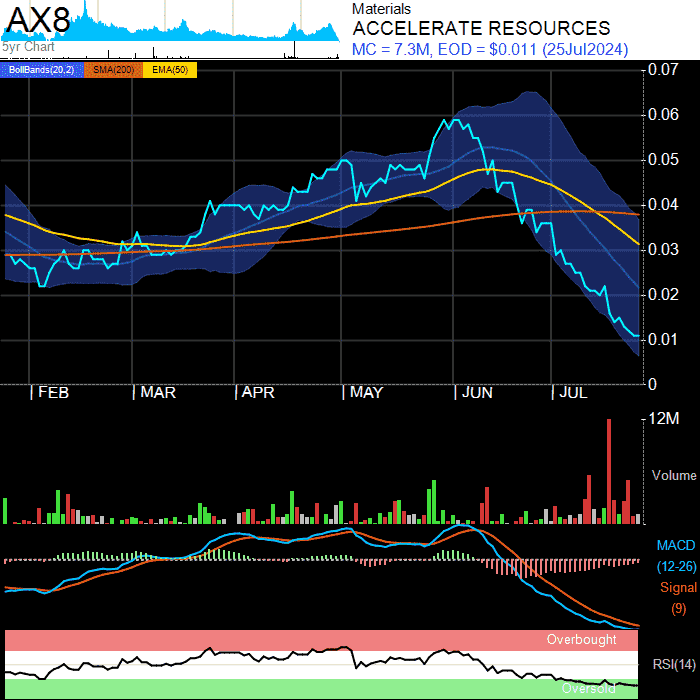 AX8
5yr Chart
Materials
ACCELERATE RESOURCES
MC = 7.3M, EOD = $0.011 (25Jul2024)
BollBands(20,2) SMA(200) EMA(50)
0.07
0.06
0.05
0.04
0.03
0.02
0.01
0
| FEB | MAR | APR | MAY | JUN | JUL
12M
Volume
MACD
(12-26)
Signal
(9)
Overbought
RSI(14)
Oversold